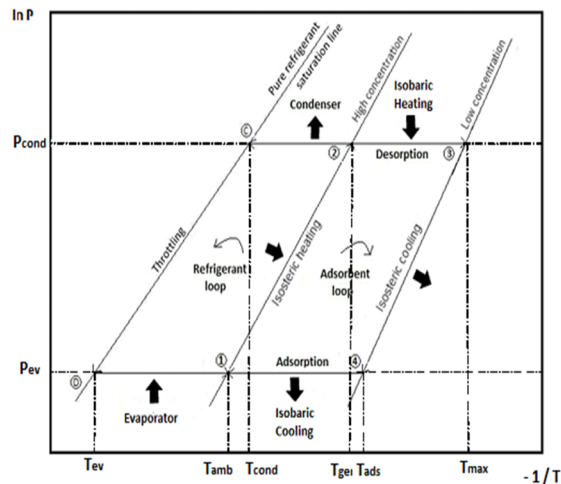 ln P
Pure refrigerant
saturation line
High concentration
Low concentration
Isobaric
Heating
Condenser
Pcond
C
2
3
Desorption
Throttling
Refrigerant
loop
Isosteric heating
Adsorbent
loop
Isosteric cooling
Pev
D
1
Adsorption
4
Evaporator
Isobaric
Cooling
Tev
Tamb
Tcond
Tgei
Tads
Tmax
- 1/T